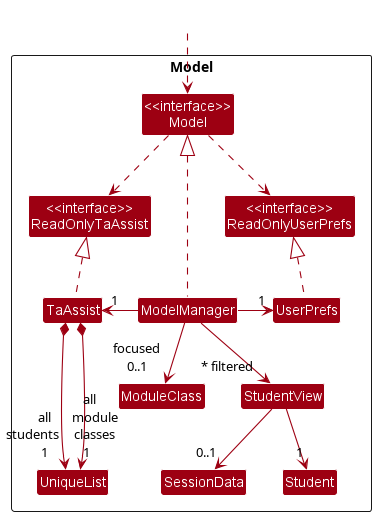 Model
<<interface>>
Model
<<interface>>
ReadOnlyTaAssist
<<interface>>
ReadOnlyUserPrefs
TaAssist
1
ModelManager
1
UserPrefs
focused
0..1
* filtered
ModuleClass
StudentView
all
students
1
all
module
classes
1
0..1
1
UniqueList
SessionData
Student